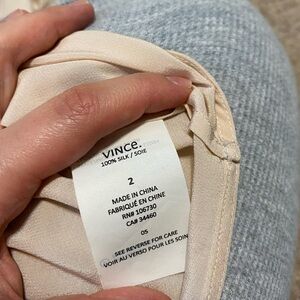 VINCE.
100% SILK / SOIE
2
MADE IN CHINA
FABRIQUÉ EN CHINE
RN# 106730
CA# 34460
05
SEE REVERSE FOR CARE
VOIR AU VERSO POUR LES SOIN